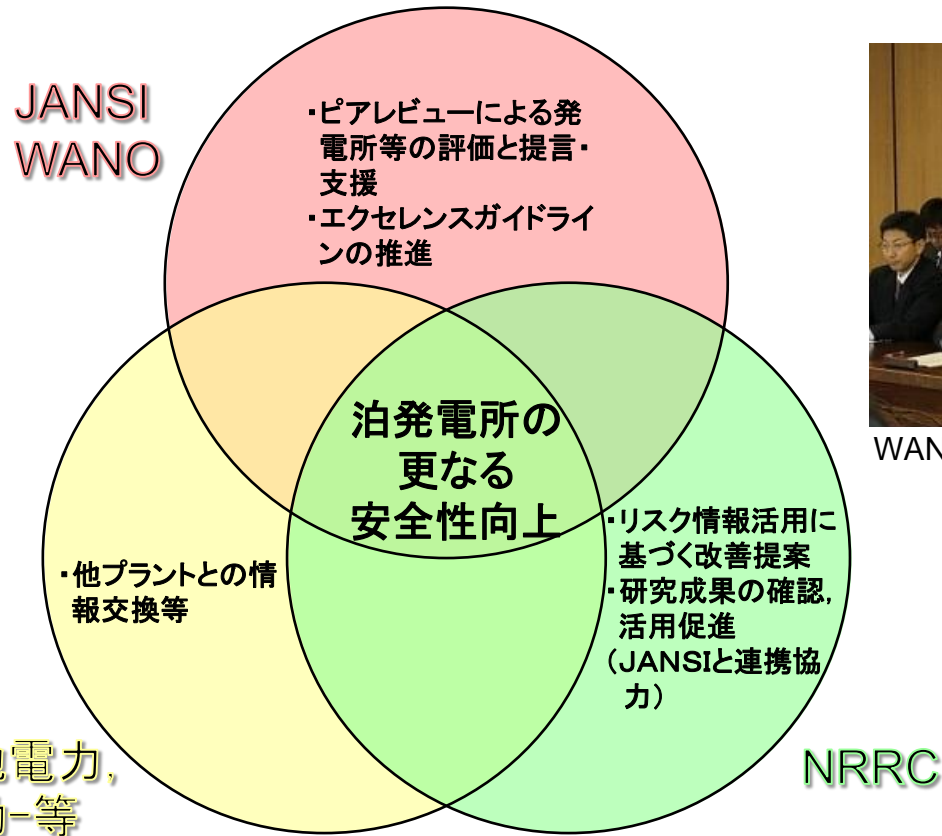 JANSI
WANO
・ピアレビューによる発
電所等の評価と提言・
支援
・エクセレンスガイドライ
ンの推進
泊発電所の
更なる
安全性向上
WAN
・他プラントとの情
報交換等
・リスク情報活用に
基づく改善提案
・研究成果の確認,
活用促進
(JANSIと連携協
力)
電力,
等
NRRC